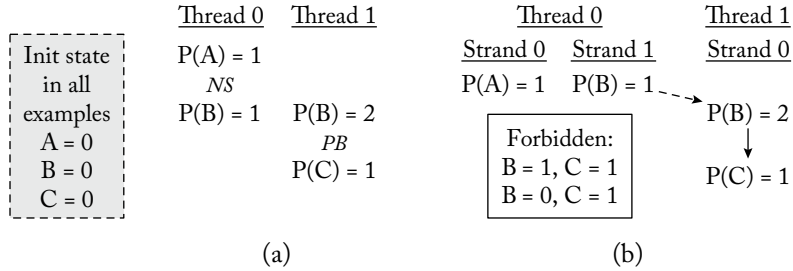 Thread 0 Thread 1
Init state
in all
examples
A = 0
B = 0
C = 0
P(A) = 1
NS
P(B) = 1 P(B) = 2
PB
P(C) = 1
(a)
Thread 0 Thread 1
Strand 0 Strand 1 Strand 0
P(A) = 1 P(B) = 1
P(B) = 2
Forbidden:
B = 1, C = 1
B = 0, C = 1
P(C) = 1
(b)